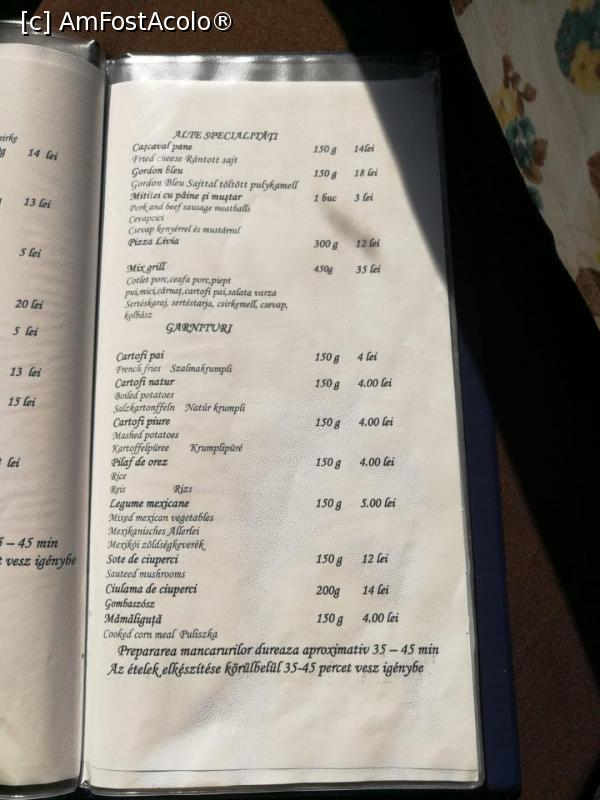 [c] AmFostAcolo®
14 lei
13 lei
5 lei
20 lei
5 lei
13 lei
15 lei
lei
– 45 min
vesz igénybe
ALTE SPECIALITĂŢI
Caşcaval pane 150 g 14lei
Fried cheese Rántott sajt
Gordon bleu 150 g 18 lei
Gordon Bleu Sajttal töltött pulykamell
Mititei cu pâine şi muştar 1 buc 3 lei
Pork and beef sausage meatballs
Cevapcici
Csevap kenyérrel és mustárral
Pizza Livia 300 g 12 lei
Mix grill 450g 35 lei
Cotlet porc,ceafa porc,piept
pui,mici,cârnaţ,cartofi pai,salata varza
Sertéskaraj, sertéstarja, csirkemell, csevap,
kolbász
GARNITURI
Cartofi pai 150 g 4 lei
French fries Szalmakrumpli
Cartofi natur 150 g 4.00 lei
Boiled potatoes
Salzkartonffeln Natúr krumpli
Cartofi piure 150 g 4.00 lei
Mashed potatoes
Kartoffelpüree Krumplipüré
Pilaf de orez 150 g 4.00 lei
Rice
Reis Rizs
Legume mexicane 150 g 5.00 lei
Mixed mexican vegetables
Mexikanisches Allerlei
Mexikói zöldségkeverék
Sote de ciuperci 150 g 12 lei
Sauteed mushrooms
Ciulama de ciuperci 200g 14 lei
Gombaszósz
Mămăliguţă 150 g 4.00 lei
Cooked corn meal Puliszka
Prepararea mancarurilor dureaza aproximativ 35 – 45 min
Az ételek elkészítése körülbelül 35-45 percet vesz igénybe